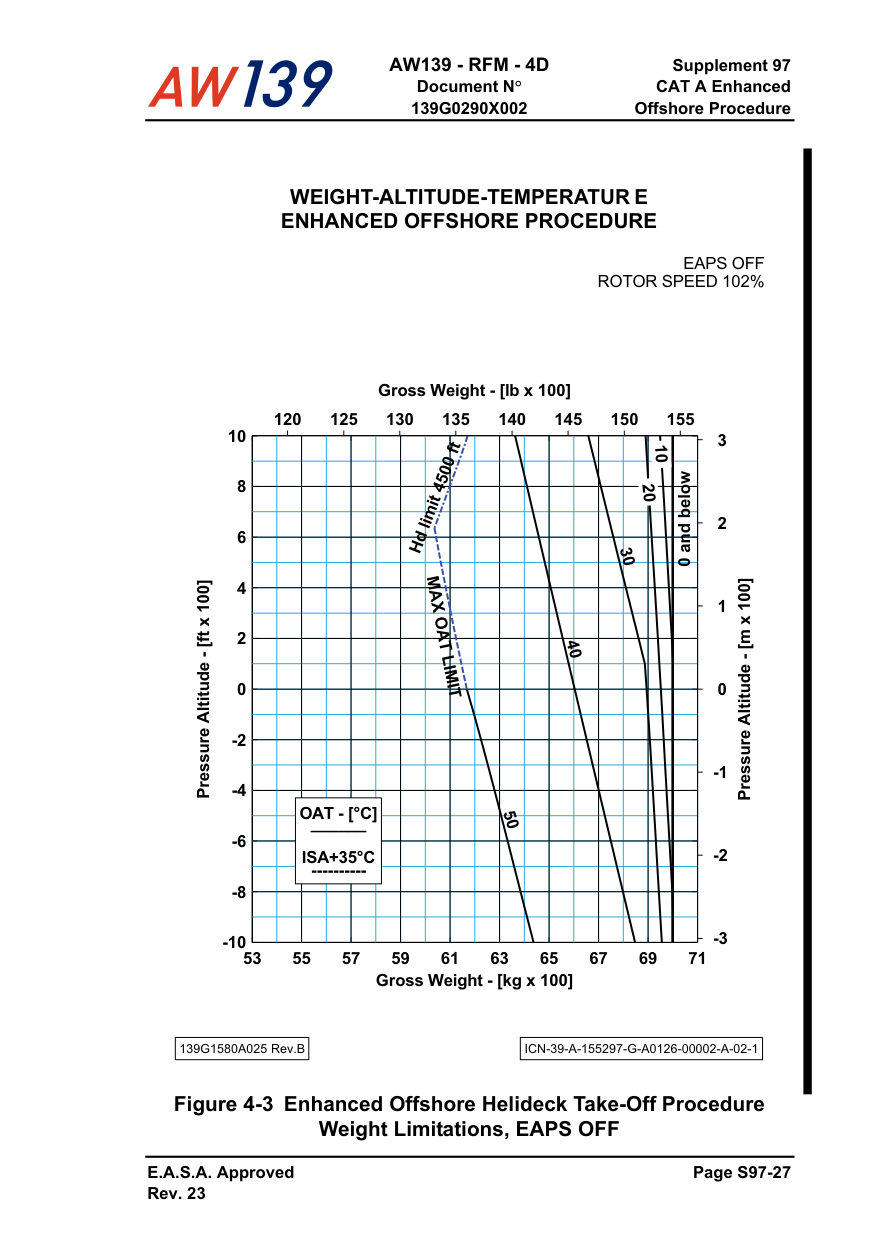 AW139
AW139 - RFM - 4D
Document N°
139G0290X002
Supplement 97
CAT A Enhanced
Offshore Procedure
WEIGHT-ALTITUDE-TEMPERATUR E
ENHANCED OFFSHORE PROCEDURE
EAPS OFF
ROTOR SPEED 102%
Gross Weight - [lb x 100]
120 125 130 135 140 145 150 155
Pressure Altitude - [ft x 100]
10
8
6
4
2
0
-2
-4
-6
-8
-10
Hd limit 4500 ft
MAX OAT LIMIT
50
40
30
20
10
0 and below
OAT - [°C]
ISA+35°C
3
2
1
0
-1
-2
-3
Pressure Altitude - [m x 100]
53 55 57 59 61 63 65 67 69 71
Gross Weight - [kg x 100]
139G1580A025 Rev.B
ICN-39-A-155297-G-A0126-00002-A-02-1
Figure 4-3 Enhanced Offshore Helideck Take-Off Procedure
Weight Limitations, EAPS OFF
E.A.S.A. Approved
Rev. 23
Page S97-27